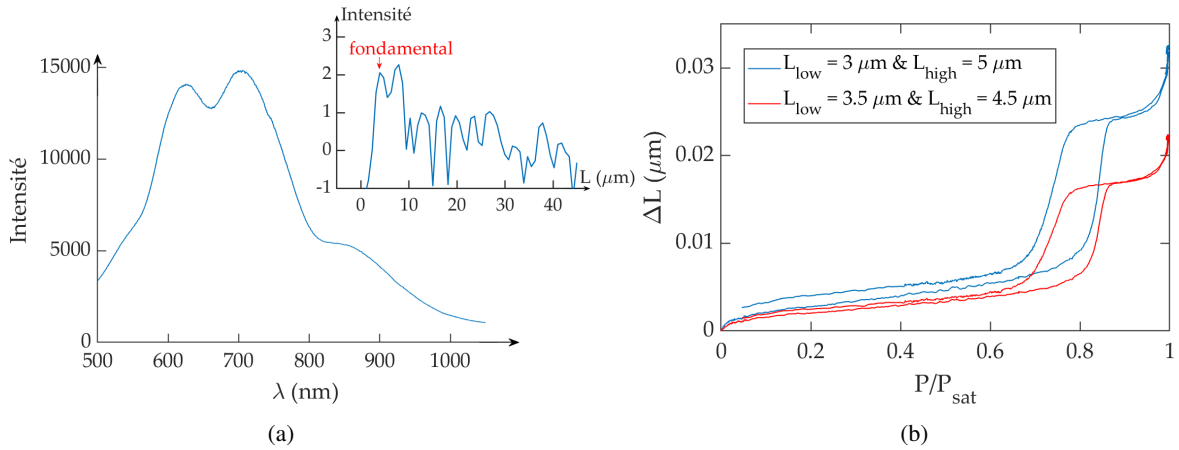 Intensité
15000
10000
5000
0
500
600
700
800
900
1000
λ (nm)
Intensité
fondamental
3
2
1
0
-1
0
10
20
30
40
L (μm)
(a)
ΔL (μm)
0.03
0.02
0.01
0
L_low = 3 μm & L_high = 5 μm
L_low = 3.5 μm & L_high = 4.5 μm
0
0.2
0.4
0.6
0.8
1
P/P_sat
(b)